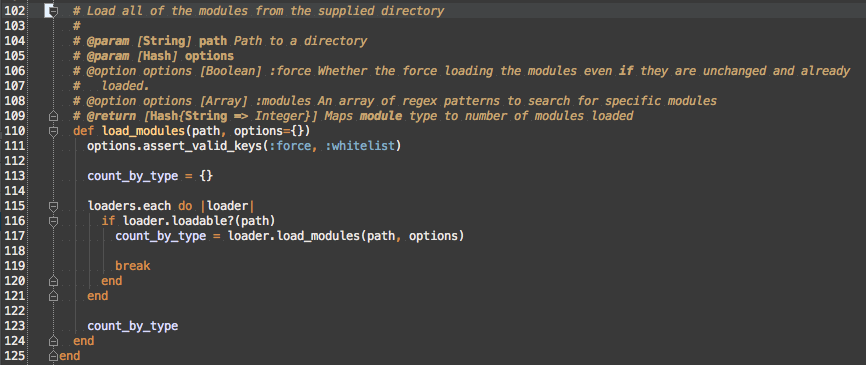 102 # Load all of the modules from the supplied directory
103 #
104 # @param [String] path Path to a directory
105 # @param [Hash] options
106 # @option options [Boolean] :force Whether the force loading the modules even if they are unchanged and already
107 #   loaded.
108 # @option options [Array] :modules An array of regex patterns to search for specific modules
109 # @return [Hash{String => Integer}] Maps module type to number of modules loaded
110 def load_modules(path, options={})
111   options.assert_valid_keys(:force, :whitelist)
112
113   count_by_type = {}
114
115   loaders.each do |loader|
116     if loader.loadable?(path)
117       count_by_type = loader.load_modules(path, options)
118
119       break
120     end
121   end
122
123   count_by_type
124 end
125 end